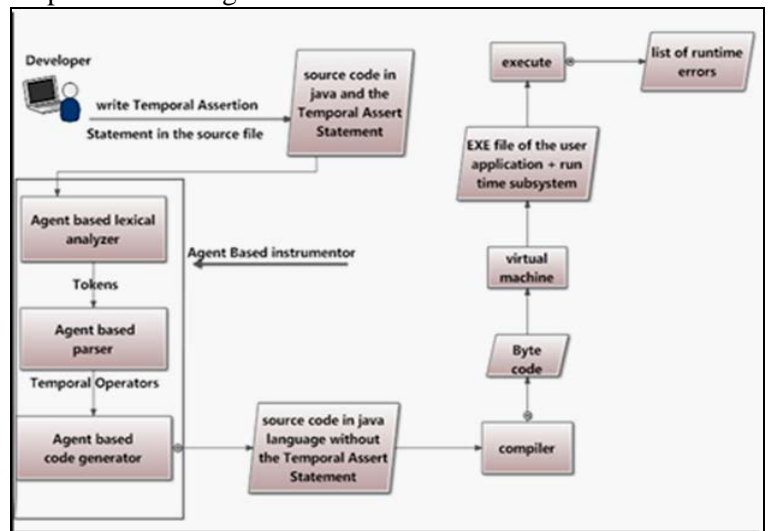 Developer
write Temporal Assertion
Statement in the source file
source code in
java and the
Temporal Assert
Statement
Agent based lexical
analyzer
Tokens
Agent based
parser
Temporal Operators
Agent based
code generator
Agent Based instrumentor
source code in java
language without
the Temporal Assert
Statement
compiler
Byte
code
virtual
machine
EXE file of the user
application + run
time subsystem
execute
list of runtime
errors